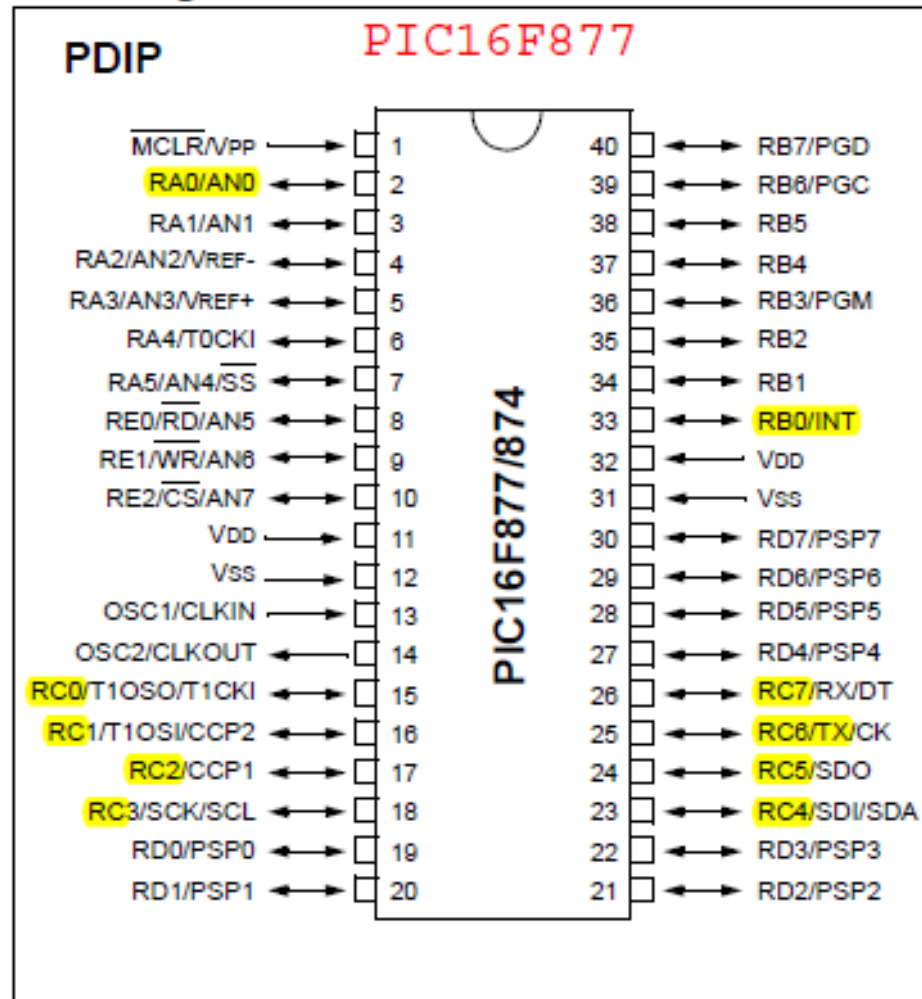 PIC16F877
PDIP
MCLR/VPP 1 40 RB7/PGD
RA0/AN0 2 39 RB6/PGC
RA1/AN1 3 38 RB5
RA2/AN2/VREF- 4 37 RB4
RA3/AN3/VREF+ 5 36 RB3/PGM
RA4/T0CKI 6 35 RB2
RA5/AN4/SS 7 34 RB1
RE0/RD/AN5 8 33 RB0/INT
RE1/WR/AN6 9 32 VDD
RE2/CS/AN7 10 31 VSS
VDD 11 30 RD7/PSP7
VSS 12 29 RD6/PSP6
OSC1/CLKIN 13 28 RD5/PSP5
OSC2/CLKOUT 14 27 RD4/PSP4
RC0/T1OSO/T1CKI 15 26 RC7/RX/DT
RC1/T1OSI/CCP2 16 25 RC6/TX/CK
RC2/CCP1 17 24 RC5/SDO
RC3/SCK/SCL 18 23 RC4/SDI/SDA
RD0/PSP0 19 22 RD3/PSP3
RD1/PSP1 20 21 RD2/PSP2
PIC16F877/874